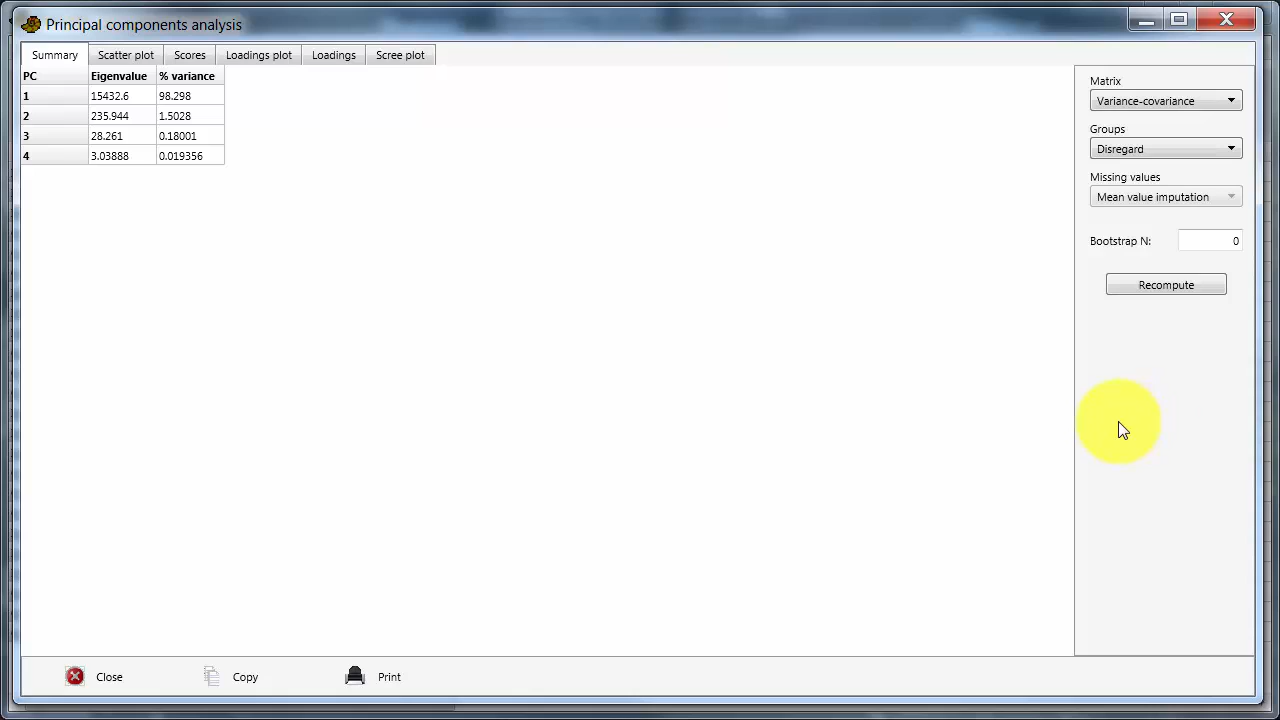 Principal components analysis
Summary Scatter plot Scores Loadings plot Loadings Scree plot
PC Eigenvalue % variance
1 15432.6 98.298
2 235.944 1.5028
3 28.261 0.18001
4 3.03888 0.019356
Matrix
Variance-covariance
Groups
Disregard
Missing values
Mean value imputation
Bootstrap N: 0
Recompute
Close Copy Print